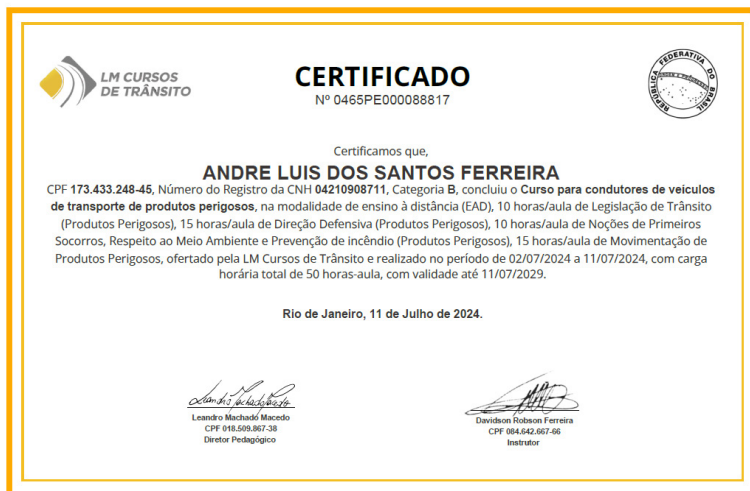 LM CURSOS
DE TRÂNSITO
CERTIFICADO
Nº 0465PE000088817
REPÚBLICA FEDERATIVA DO BRASIL
Certificamos que,
ANDRE LUIS DOS SANTOS FERREIRA
CPF 173.433.248-45, Número do Registro da CNH 04210908711, Categoria B, concluiu o Curso para condutores de veículos
de transporte de produtos perigosos, na modalidade de ensino à distância (EAD), 10 horas/aula de Legislação de Trânsito
(Produtos Perigosos), 15 horas/aula de Direção Defensiva (Produtos Perigosos), 10 horas/aula de Noções de Primeiros
Socorros, Respeito ao Meio Ambiente e Prevenção de incêndio (Produtos Perigosos), 15 horas/aula de Movimentação de
Produtos Perigosos, ofertado pela LM Cursos de Trânsito e realizado no período de 02/07/2024 a 11/07/2024, com carga
horária total de 50 horas-aula, com validade até 11/07/2029.
Rio de Janeiro, 11 de Julho de 2024.
Leandro Machado Macedo
CPF 018.509.867-38
Diretor Pedagógico
Davidson Robson Ferreira
CPF 084.642.667-66
Instrutor